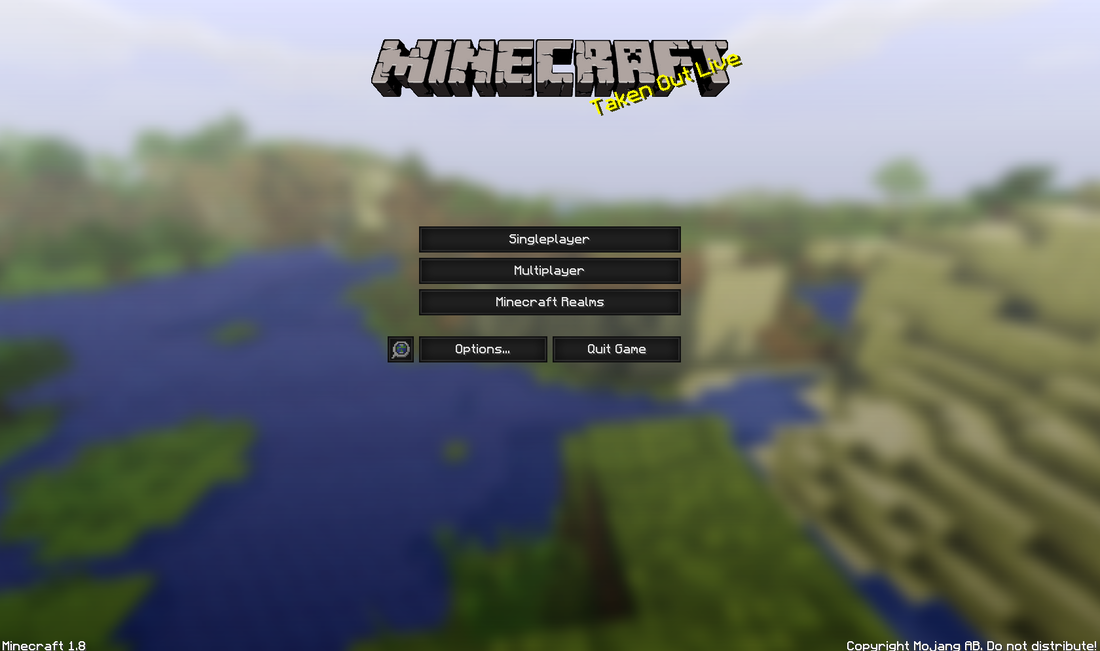 MINECRAFT
Taken Out Live
Singleplayer
Multiplayer
Minecraft Realms
Options...
Quit Game
Minecraft 1.8
Copyright Mojang AB. Do not distribute!